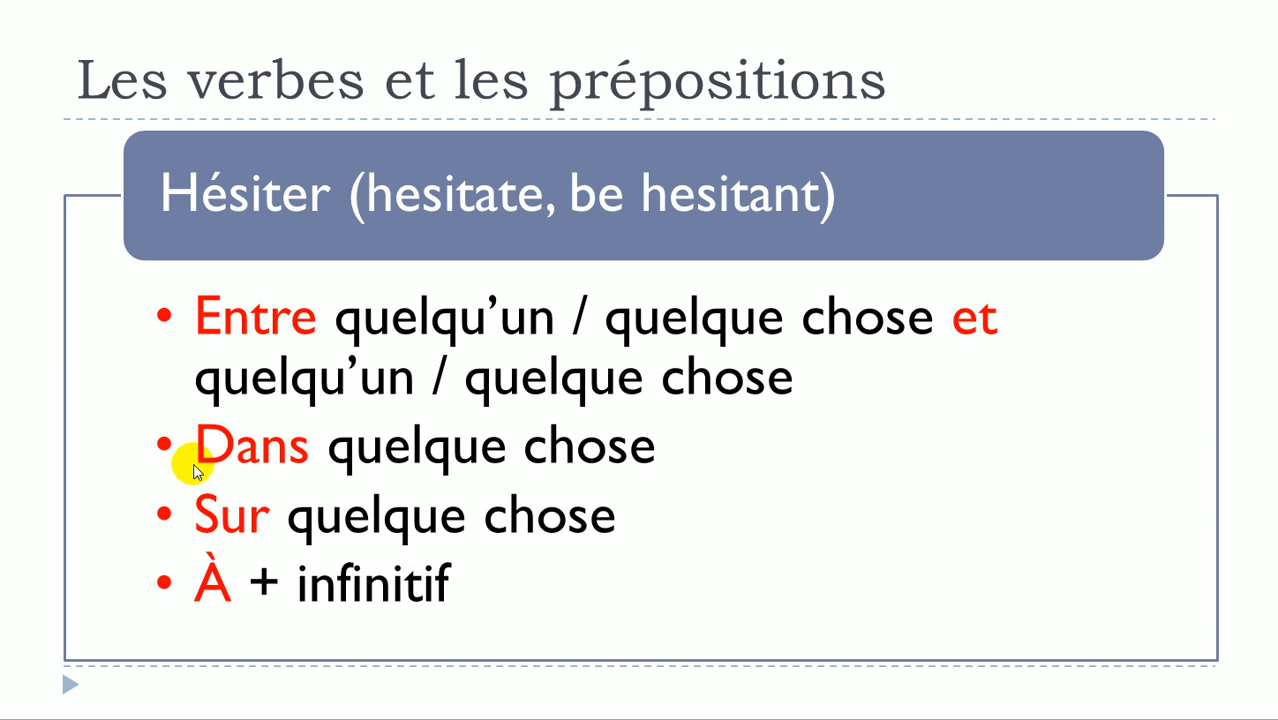 Les verbes et les prépositions
Hésiter (hesitate, be hesitant)
• Entre quelqu’un / quelque chose et
quelqu’un / quelque chose
• Dans quelque chose
• Sur quelque chose
• À + infinitif